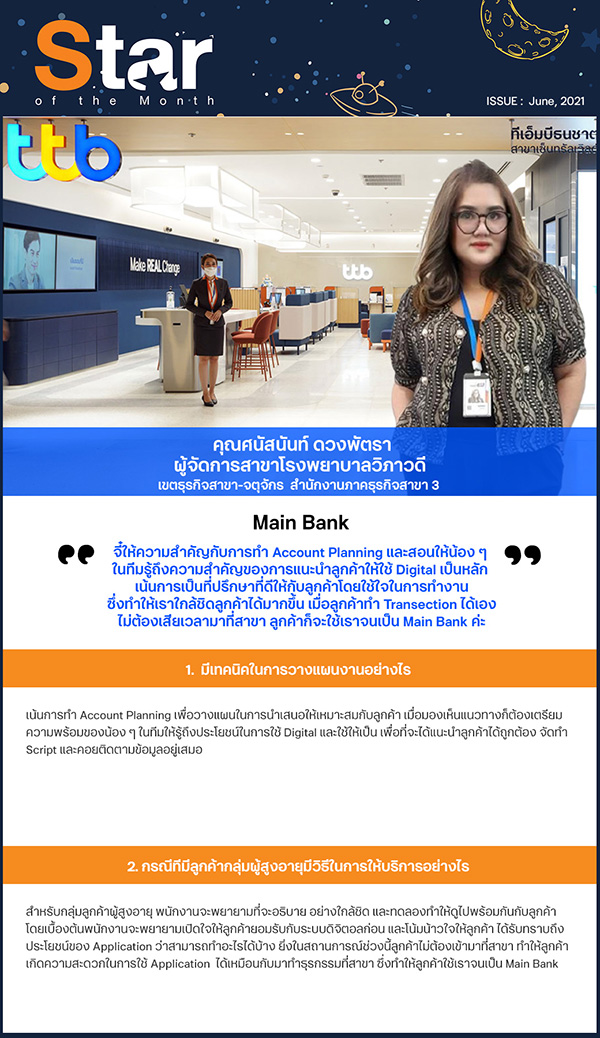 Star
of the Month
ISSUE : June, 2021
ttb
ทีเอ็มบีธนชาต
สาขาเซ็นทรัลเวิลด์
Make REAL Change
ttb
คุณศนัสนันท์ ดวงพัตรา
ผู้จัดการสาขาโรงพยาบาลวิภาวดี
เขตธุรกิจสาขา-จตุจักร สำนักงานภาคธุรกิจสาขา 3
Main Bank
“ จี๋ให้ความสำคัญกับการทำ Account Planning และสอนให้น้อง ๆ ”
ในทีมรู้ถึงความสำคัญของการแนะนำลูกค้าให้ใช้ Digital เป็นหลัก
เน้นการเป็นที่ปรึกษาที่ดีให้กับลูกค้าโดยใช้ใจในการทำงาน
ซึ่งทำให้เราใกล้ชิดลูกค้าได้มากขึ้น เมื่อลูกค้าทำ Transection ได้เอง
ไม่ต้องเสียเวลามาที่สาขา ลูกค้าก็จะใช้เราจนเป็น Main Bank ค่ะ
1. มีเทคนิคในการวางแผนงานอย่างไร
เน้นการทำ Account Planning เพื่อวางแผนในการนำเสนอให้เหมาะสมกับลูกค้า เมื่อมองเห็นแนวทางก็ต้องเตรียม
ความพร้อมของน้อง ๆ ในทีมให้รู้ถึงประโยชน์ในการใช้ Digital และใช้ให้เป็น เพื่อที่จะได้แนะนำลูกค้าได้ถูกต้อง จัดทำ
Script และคอยติดตามข้อมูลอยู่เสมอ
2. กรณีที่มีลูกค้ากลุ่มผู้สูงอายุมีวิธีในการให้บริการอย่างไร
สำหรับกลุ่มลูกค้าผู้สูงอายุ พนักงานจะพยายามที่จะอธิบาย อย่างใกล้ชิด และทดลองทำให้ดูไปพร้อมกันกับลูกค้า
โดยเบื้องต้นพนักงานจะพยายามเปิดใจให้ลูกค้ายอมรับกับระบบดิจิตอลก่อน และโน้มน้าวใจให้ลูกค้า ได้รับทราบถึง
ประโยชน์ของ Application ว่าสามารถทำอะไรได้บ้าง ยิ่งในสถานการณ์ช่วงนี้ลูกค้าไม่ต้องเข้ามาที่สาขา ทำให้ลูกค้า
เกิดความสะดวกในการใช้ Application ได้เหมือนกับมาทำธุรกรรมที่สาขา ซึ่งทำให้ลูกค้าใช้เราจนเป็น Main Bank